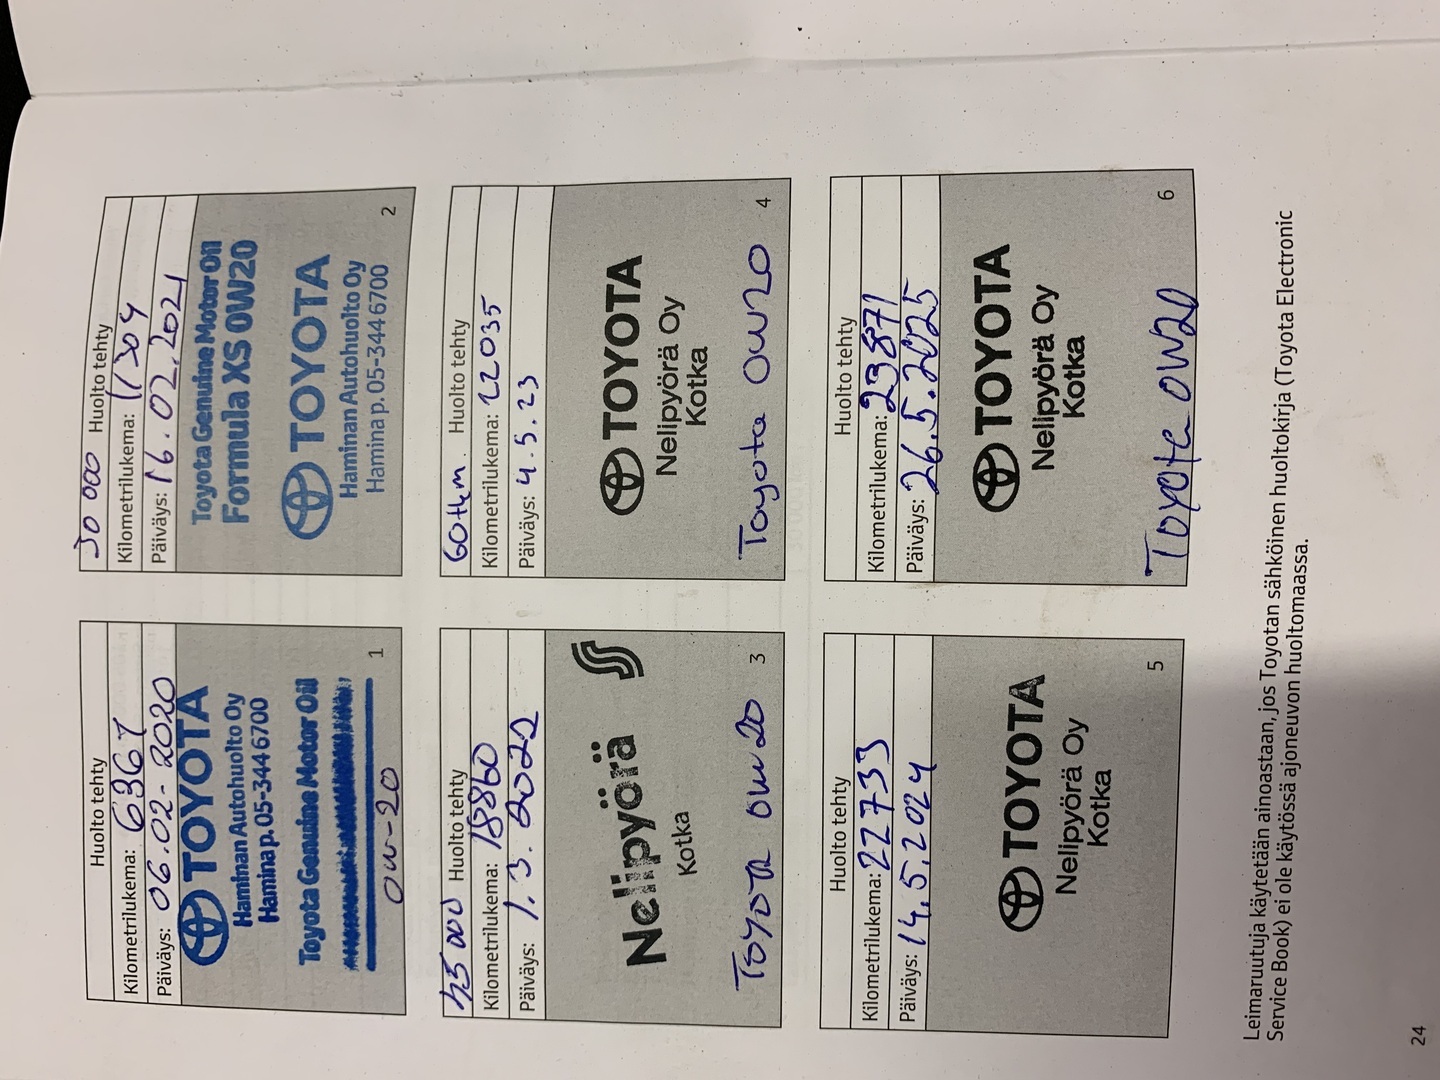 Huolto tehty
Kilometrilukema: 6367
Päiväys: 06.02-2020
TOYOTA
Haminan Autohuolto Oy
Hamina p. 05-344 6700
Toyota Genuine Motor Oil
0w-20
1
30 000 Huolto tehty
Kilometrilukema: 11304
Päiväys: 16.02.2021
Toyota Genuine Motor Oil
Formula XS 0W20
TOYOTA
Haminan Autohuolto Oy
Hamina p. 05-344 6700
2
45 000 Huolto tehty
Kilometrilukema: 18860
Päiväys: 1.3.2022
Nelipyörä
Kotka
TOYOTA 0W20
3
60tkm. Huolto tehty
Kilometrilukema: 22035
Päiväys: 4.5.23
TOYOTA
Nelipyörä Oy
Kotka
Toyota 0W20
4
Huolto tehty
Kilometrilukema: 22733
Päiväys: 14.5.2024
TOYOTA
Nelipyörä Oy
Kotka
5
Huolto tehty
Kilometrilukema: 23871
Päiväys: 26.5.2025
TOYOTA
Nelipyörä Oy
Kotka
Toyota 0W20
6
Leimaruutuja käytetään ainoastaan, jos Toyotan sähköinen huoltokirja (Toyota Electronic
Service Book) ei ole käytössä ajoneuvon huoltomaassa.
24